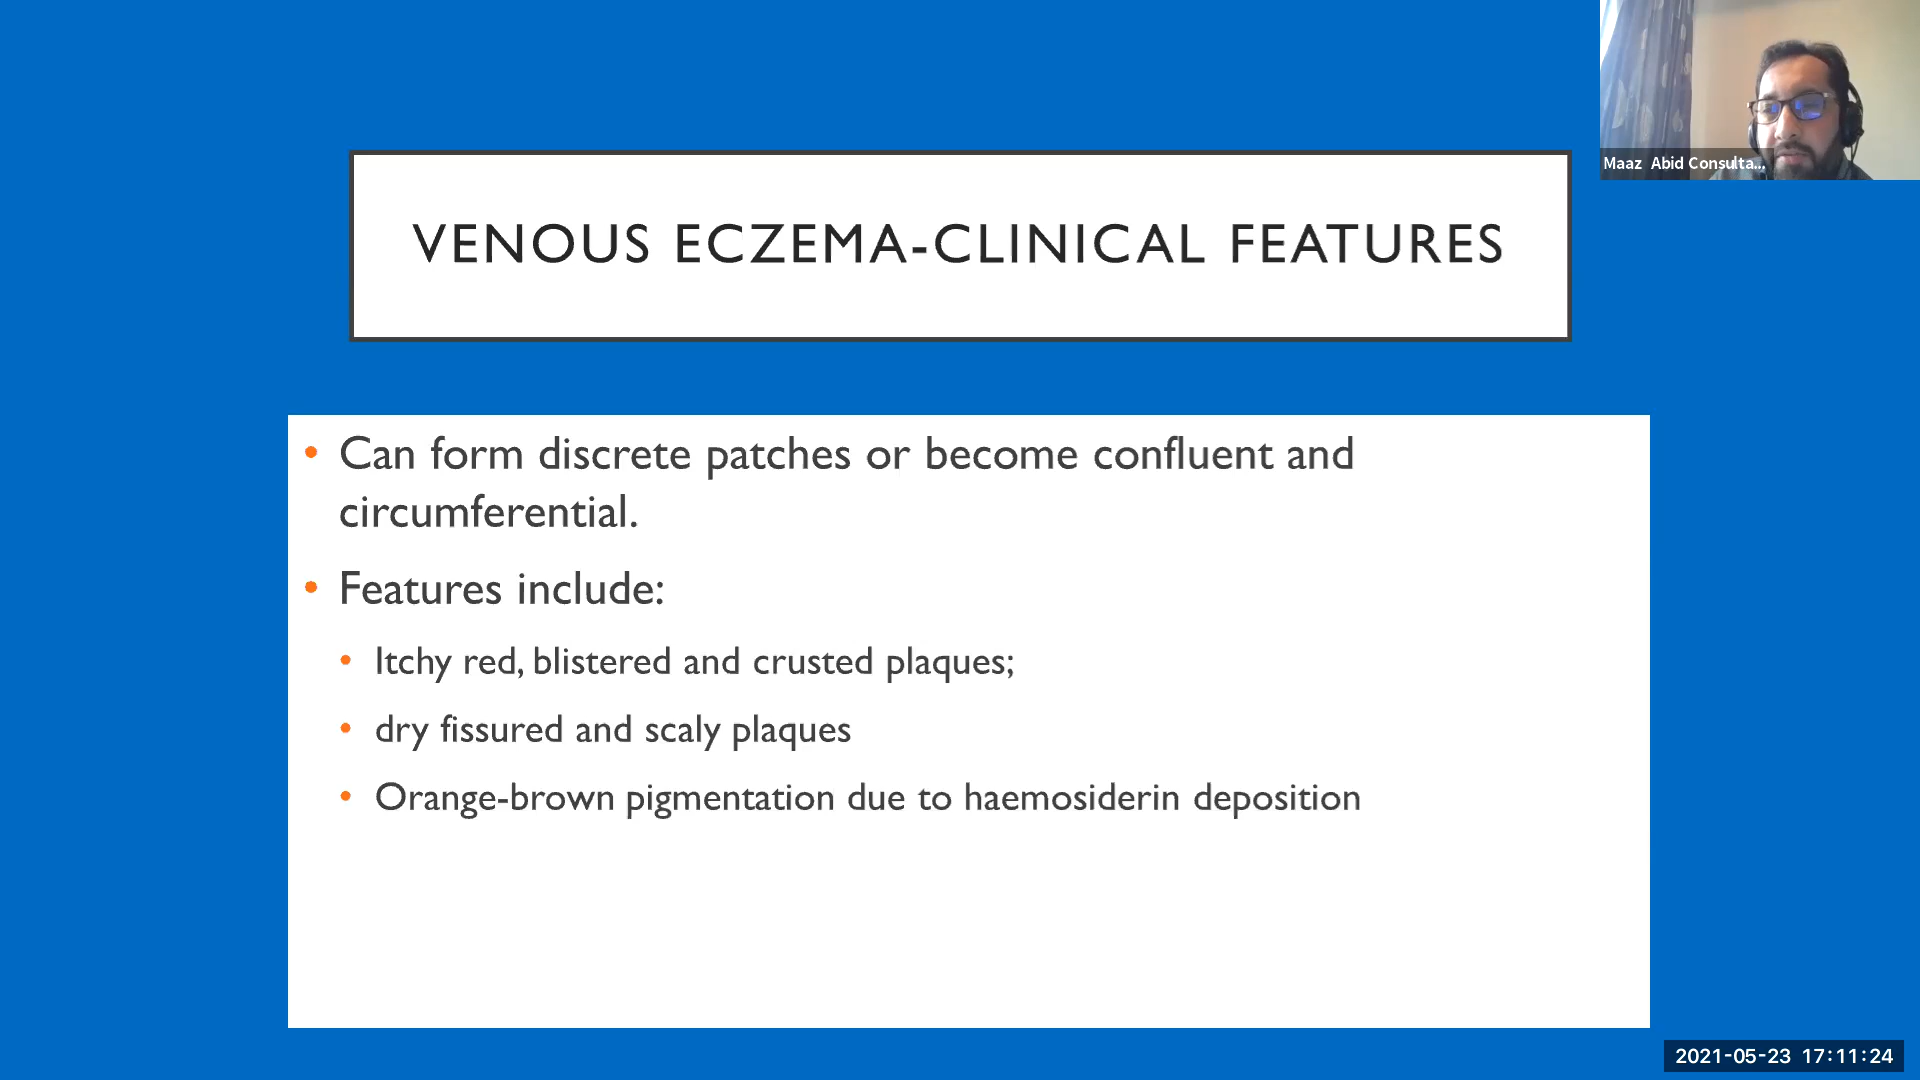 VENOUS ECZEMA-CLINICAL FEATURES
Maaz Abid Consulta...
• Can form discrete patches or become confluent and
circumferential.
• Features include:
• Itchy red, blistered and crusted plaques;
• dry fissured and scaly plaques
• Orange-brown pigmentation due to haemosiderin deposition
2021-05-23 17:11:24